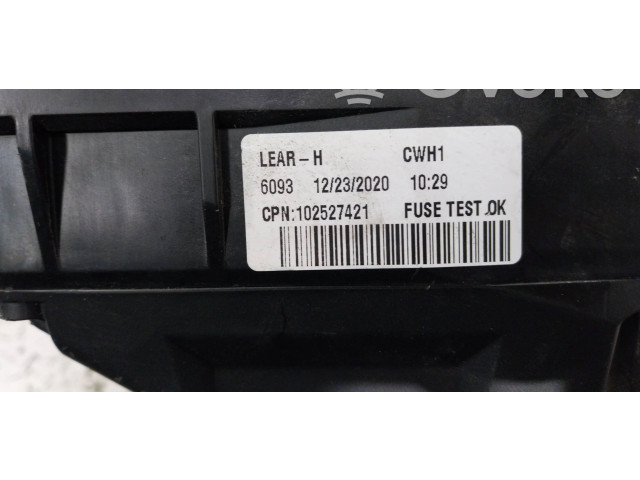 LEAR-H CWH1
6093 12/23/2020 10:29
CPN:102527421 FUSE TEST.OK